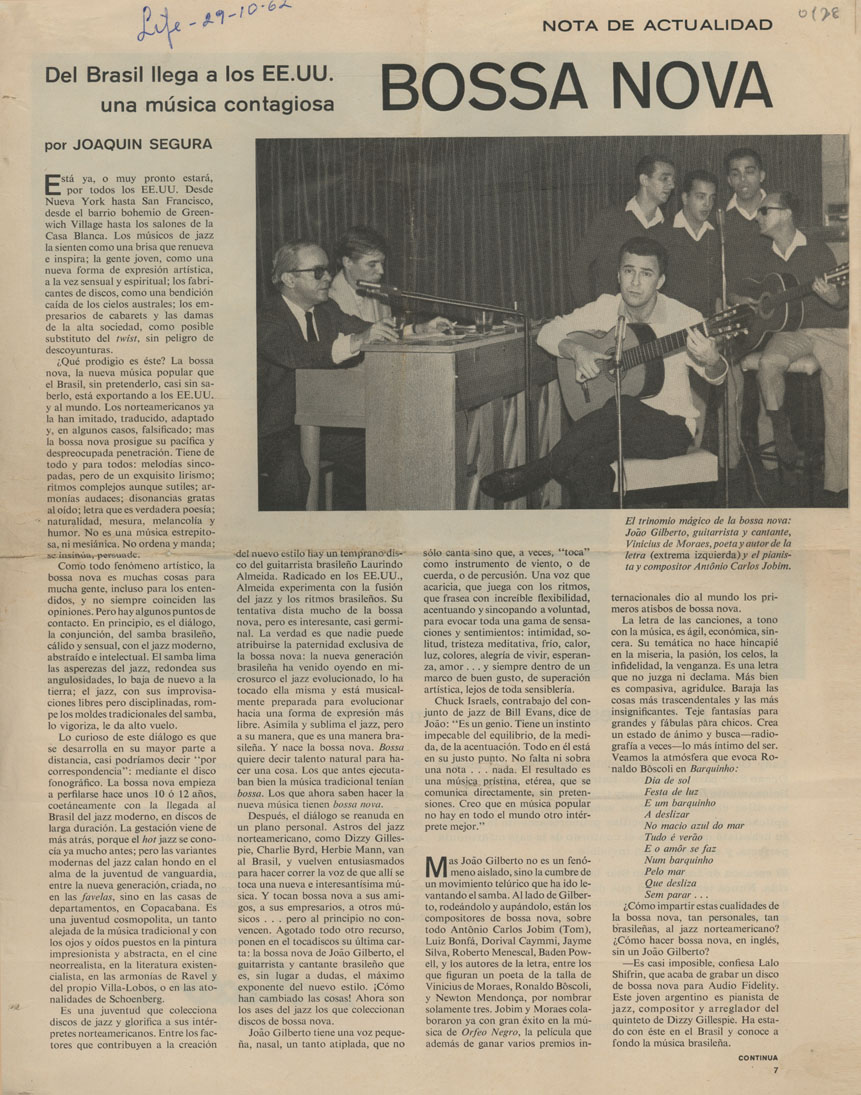 Life - 29-10-62
0128
NOTA DE ACTUALIDAD
Del Brasil llega a los EE.UU.
una música contagiosa
BOSSA NOVA
por JOAQUIN SEGURA
Está ya, o muy pronto estará,
por todos los EE.UU. Desde
Nueva York hasta San Francisco,
desde el barrio bohemio de Green-
wich Village hasta los salones de la
Casa Blanca. Los músicos de jazz
la sienten como una brisa que renueva
e inspira; la gente joven, como una
nueva forma de expresión artística,
a la vez sensual y espiritual; los fabri-
cantes de discos, como una bendición
caída de los cielos australes; los em-
presarios de cabarets y las damas
de la alta sociedad, como posible
substituto del twist, sin peligro de
descoyunturas.
¿Qué prodigio es éste? La bossa
nova, la nueva música popular que
el Brasil, sin pretenderlo, casi sin sa-
berlo, está exportando a los EE.UU.
y al mundo. Los norteamericanos ya
la han imitado, traducido, adaptado
y, en algunos casos, falsificado; mas
la bossa nova prosigue su pacífica y
despreocupada penetración. Tiene de
todo y para todos: melodías sinco-
padas, pero de un exquisito lirismo;
ritmos complejos aunque sutiles; ar-
monías audaces; disonancias gratas
al oído; letra que es verdadera poesía;
naturalidad, mesura, melancolía y
humor. No es una música estrepito-
sa, ni mesiánica. No ordena y manda;
se insinúa, persuade.
Como todo fenómeno artístico, la
bossa nova es muchas cosas para
mucha gente, incluso para los enten-
didos, y no siempre coinciden las
opiniones. Pero hay algunos puntos de
contacto. En principio, es el diálogo,
la conjunción, del samba brasileño,
cálido y sensual, con el jazz moderno,
abstraído e intelectual. El samba lima
las asperezas del jazz, redondea sus
angulosidades, lo baja de nuevo a la
tierra; el jazz, con sus improvisa-
ciones libres pero disciplinadas, rom-
pe los moldes tradicionales del samba,
lo vigoriza, le da alto vuelo.
Lo curioso de este diálogo es que
se desarrolla en su mayor parte a
distancia, casi podríamos decir "por
correspondencia": mediante el disco
fonográfico. La bossa nova empieza
a perfilarse hace unos 10 ó 12 años,
coetáneamente con la llegada al
Brasil del jazz moderno, en discos de
larga duración. La gestación viene de
más atrás, porque el hot jazz se cono-
cía ya mucho antes; pero las variantes
modernas del jazz calan hondo en el
alma de la juventud de vanguardia,
entre la nueva generación, criada, no
en las favelas, sino en las casas de
departamentos, en Copacabana. Es
una juventud cosmopolita, un tanto
alejada de la música tradicional y con
los ojos y oídos puestos en la pintura
impresionista y abstracta, en el cine
neorrealista, en la literatura existen-
cialista, en las armonías de Ravel y
del propio Villa-Lobos, o en las ato-
nalidades de Schoenberg.
Es una juventud que colecciona
discos de jazz y glorifica a sus intér-
pretes norteamericanos. Entre los fac-
tores que contribuyen a la creación
del nuevo estilo hay un temprano dis-
co del guitarrista brasileño Laurindo
Almeida. Radicado en los EE.UU.,
Almeida experimenta con la fusión
del jazz y los ritmos brasileños. Su
tentativa dista mucho de la bossa
nova, pero es interesante, casi germi-
nal. La verdad es que nadie puede
atribuirse la paternidad exclusiva de
la bossa nova: la nueva generación
brasileña ha venido oyendo en mi-
crosurco el jazz evolucionado, lo ha
tocado ella misma y está musical-
mente preparada para evolucionar
hacia una forma de expresión más
libre. Asimila y sublima el jazz, pero
a su manera, que es una manera bra-
sileña. Y nace la bossa nova. Bossa
quiere decir talento natural para ha-
cer una cosa. Los que antes ejecuta-
ban bien la música tradicional tenían
bossa. Los que ahora saben hacer la
nueva música tienen bossa nova.
Después, el diálogo se reanuda en
un plano personal. Astros del jazz
norteamericano, como Dizzy Gilles-
pie, Charlie Byrd, Herbie Mann, van
al Brasil, y vuelven entusiasmados
para hacer correr la voz de que allí se
toca una nueva e interesantísima mú-
sica. Y tocan bossa nova a sus ami-
gos, a sus empresarios, a otros mú-
sicos . . . pero al principio no con-
vencen. Agotado todo otro recurso,
ponen en el tocadiscos su última car-
ta: la bossa nova de João Gilberto, el
guitarrista y cantante brasileño que
es, sin lugar a dudas, el máximo
exponente del nuevo estilo. ¡Cómo
han cambiado las cosas! Ahora son
los ases del jazz los que coleccionan
discos de bossa nova.
João Gilberto tiene una voz peque-
ña, nasal, un tanto atiplada, que no
sólo canta sino que, a veces, "toca"
como instrumento de viento, o de
cuerda, o de percusión. Una voz que
acaricia, que juega con los ritmos,
que frasea con increíble flexibilidad,
acentuando y sincopando a voluntad,
para evocar toda una gama de sensa-
ciones y sentimientos: intimidad, so-
litud, tristeza meditativa, frío, calor,
luz, colores, alegría de vivir, esperan-
za, amor . . . y siempre dentro de un
marco de buen gusto, de superación
artística, lejos de toda sensiblería.
Chuck Israels, contrabajo del con-
junto de jazz de Bill Evans, dice de
João: "Es un genio. Tiene un instinto
impecable del equilibrio, de la medi-
da, de la acentuación. Todo en él está
en su justo punto. No falta ni sobra
una nota . . . nada. El resultado es
una música prístina, etérea, que se
comunica directamente, sin preten-
siones. Creo que en música popular
no hay en todo el mundo otro intér-
prete mejor."
Mas João Gilberto no es un fenó-
meno aislado, sino la cumbre de
un movimiento telúrico que ha ido le-
vantando el samba. Al lado de Gilber-
to, rodeándolo y aupándolo, están los
compositores de bossa nova, sobre
todo Antônio Carlos Jobim (Tom),
Luiz Bonfá, Dorival Caymmi, Jayme
Silva, Roberto Menescal, Baden Pow-
ell, y los autores de la letra, entre los
que figuran un poeta de la talla de
Vinicius de Moraes, Ronaldo Bôscoli,
y Newton Mendonça, por nombrar
solamente tres. Jobim y Moraes cola-
boraron ya con gran éxito en la mú-
sica de Orfeo Negro, la película que
además de ganar varios premios in-
El trinomio mágico de la bossa nova:
João Gilberto, guitarrista y cantante,
Vinicius de Moraes, poeta y autor de la
letra (extrema izquierda) y el pianis-
ta y compositor Antônio Carlos Jobim.
ternacionales dio al mundo los pri-
meros atisbos de bossa nova.
La letra de las canciones, a tono
con la música, es ágil, económica, sin-
cera. Su temática no hace hincapié
en la miseria, la pasión, los celos, la
infidelidad, la venganza. Es una letra
que no juzga ni declama. Más bien
es compasiva, agridulce. Baraja las
cosas más trascendentales y las más
insignificantes. Teje fantasías para
grandes y fábulas para chicos. Crea
un estado de ánimo y busca—radio-
grafía a veces—lo más íntimo del ser.
Veamos la atmósfera que evoca Ro-
naldo Bôscoli en Barquinho:
Dia de sol
Festa de luz
E um barquinho
A deslizar
No macio azul do mar
Tudo é verão
E o amôr se faz
Num barquinho
Pelo mar
Que desliza
Sem parar . . .
¿Cómo impartir estas cualidades de
la bossa nova, tan personales, tan
brasileñas, al jazz norteamericano?
¿Cómo hacer bossa nova, en inglés,
sin un João Gilberto?
—Es casi imposible, confiesa Lalo
Shifrin, que acaba de grabar un disco
de bossa nova para Audio Fidelity.
Este joven argentino es pianista de
jazz, compositor y arreglador del
quinteto de Dizzy Gillespie. Ha esta-
do con éste en el Brasil y conoce a
fondo la música brasileña.
CONTINUA
7